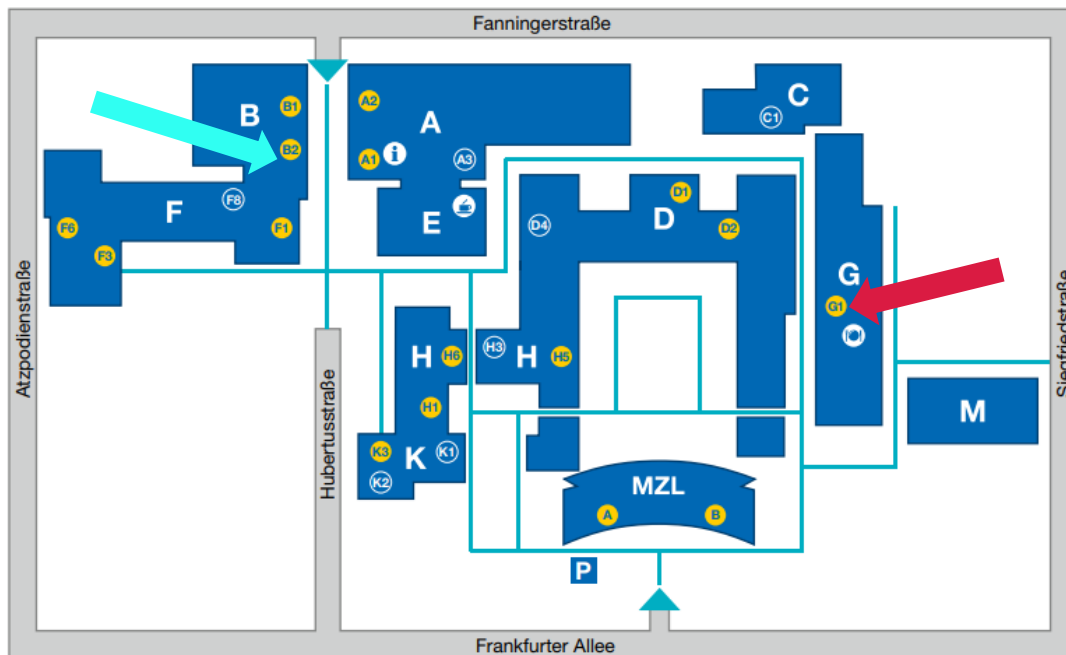 Fanningerstraße
B
B1
B2
A2
A
A1
i
A3
C
C1
F
F8
F6
F1
F3
E
D1
D
D4
D2
G
G1
H
H6
H3
H
H5
H1
K3
K
K1
K2
M
MZL
A
B
P
Atzpodienstraße
Hubertusstraße
Siegfriedstraße
Frankfurter Allee